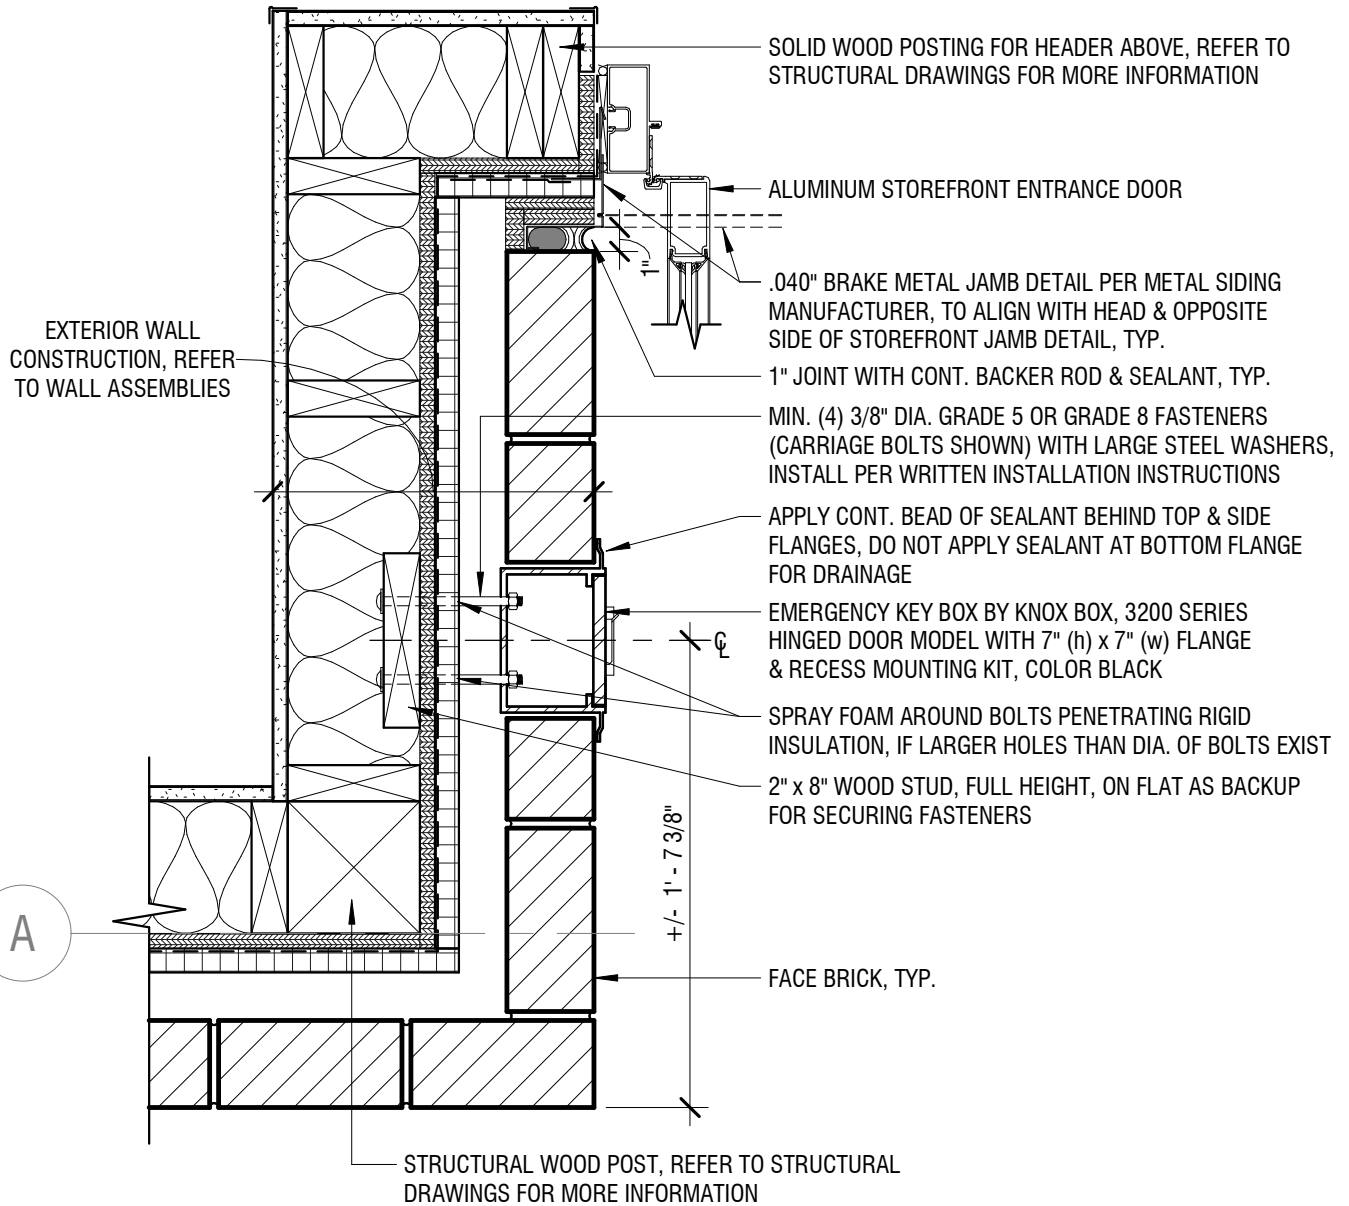 SOLID WOOD POSTING FOR HEADER ABOVE, REFER TO
STRUCTURAL DRAWINGS FOR MORE INFORMATION
ALUMINUM STOREFRONT ENTRANCE DOOR
1"
.040" BRAKE METAL JAMB DETAIL PER METAL SIDING
MANUFACTURER, TO ALIGN WITH HEAD & OPPOSITE
SIDE OF STOREFRONT JAMB DETAIL, TYP.
EXTERIOR WALL
CONSTRUCTION, REFER
TO WALL ASSEMBLIES
1" JOINT WITH CONT. BACKER ROD & SEALANT, TYP.
MIN. (4) 3/8" DIA. GRADE 5 OR GRADE 8 FASTENERS
(CARRIAGE BOLTS SHOWN) WITH LARGE STEEL WASHERS,
INSTALL PER WRITTEN INSTALLATION INSTRUCTIONS
APPLY CONT. BEAD OF SEALANT BEHIND TOP & SIDE
FLANGES, DO NOT APPLY SEALANT AT BOTTOM FLANGE
FOR DRAINAGE
EMERGENCY KEY BOX BY KNOX BOX, 3200 SERIES
HINGED DOOR MODEL WITH 7" (h) x 7" (w) FLANGE
& RECESS MOUNTING KIT, COLOR BLACK
℄
SPRAY FOAM AROUND BOLTS PENETRATING RIGID
INSULATION, IF LARGER HOLES THAN DIA. OF BOLTS EXIST
2" x 8" WOOD STUD, FULL HEIGHT, ON FLAT AS BACKUP
FOR SECURING FASTENERS
+/- 1' - 7 3/8"
A
FACE BRICK, TYP.
STRUCTURAL WOOD POST, REFER TO STRUCTURAL
DRAWINGS FOR MORE INFORMATION